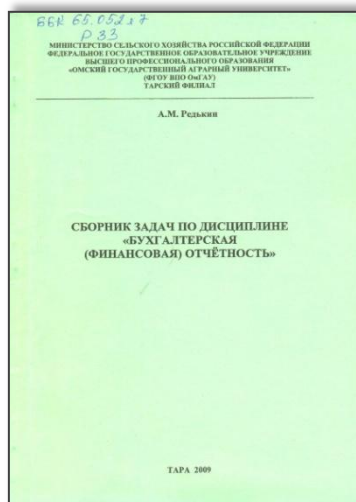 ББК 65.052я7
Р 33
МИНИСТЕРСТВО СЕЛЬСКОГО ХОЗЯЙСТВА РОССИЙСКОЙ ФЕДЕРАЦИИ
ФЕДЕРАЛЬНОЕ ГОСУДАРСТВЕННОЕ ОБРАЗОВАТЕЛЬНОЕ УЧРЕЖДЕНИЕ
ВЫСШЕГО ПРОФЕССИОНАЛЬНОГО ОБРАЗОВАНИЯ
«ОМСКИЙ ГОСУДАРСТВЕННЫЙ АГРАРНЫЙ УНИВЕРСИТЕТ»
(ФГОУ ВПО ОмГАУ)
ТАРСКИЙ ФИЛИАЛ
А.М. Редькин
СБОРНИК ЗАДАЧ ПО ДИСЦИПЛИНЕ
«БУХГАЛТЕРСКАЯ
(ФИНАНСОВАЯ) ОТЧЁТНОСТЬ»
ТАРА 2009